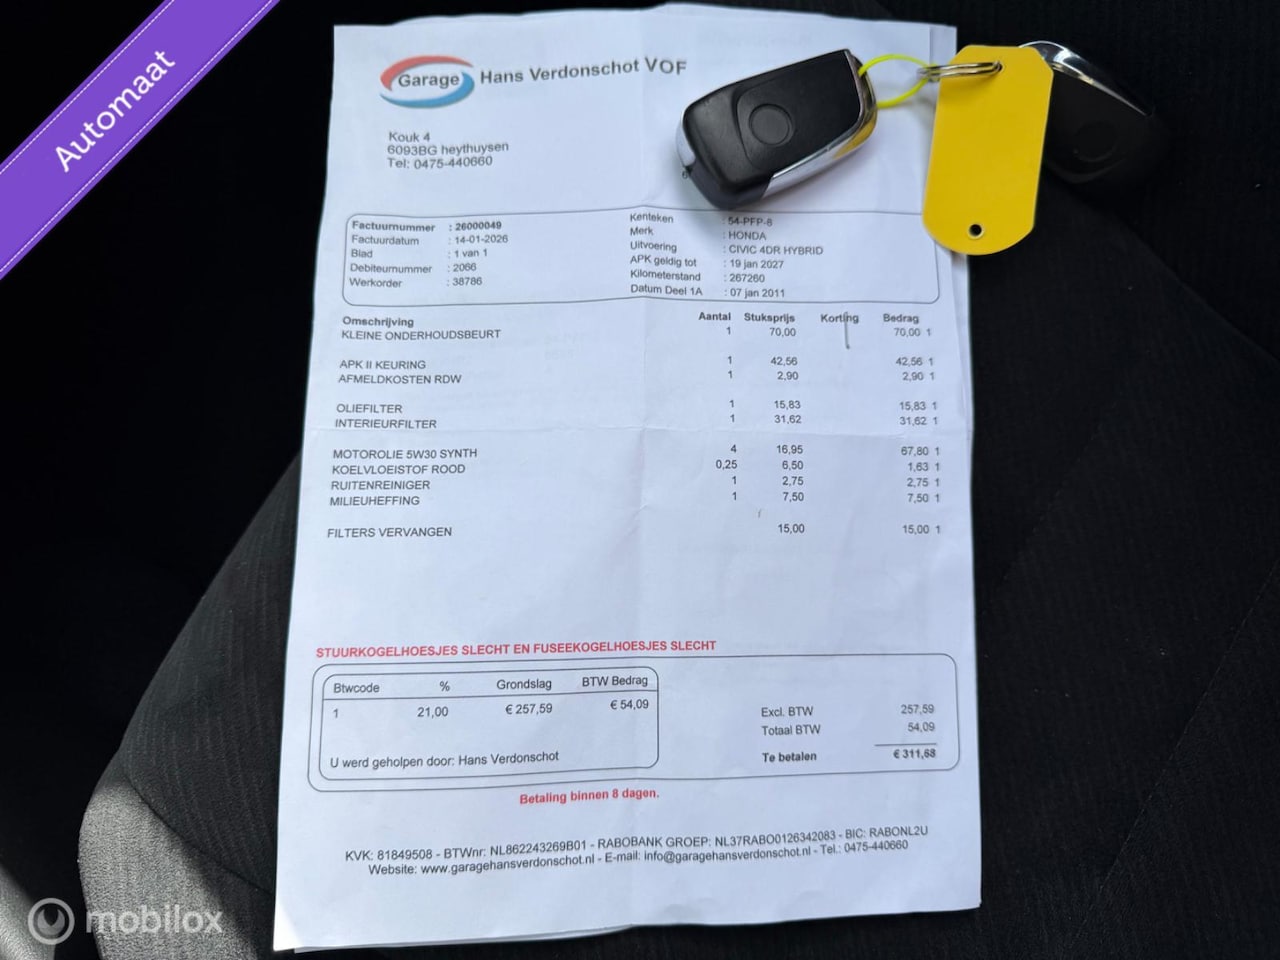 Automaat
Garage Hans Verdonschot VOF
Kouk 4
6093BG heythuysen
Tel: 0475-440660
Factuurnummer : 26000049
Factuurdatum : 14-01-2026
Blad : 1 van 1
Debiteurnummer : 2066
Werkorder : 38786
Kenteken : 54-PFP-8
Merk : HONDA
Uitvoering : CIVIC 4DR HYBRID
APK geldig tot : 19 jan 2027
Kilometerstand : 267260
Datum Deel 1A : 07 jan 2011
Omschrijving Aantal Stuksprijs Korting Bedrag
KLEINE ONDERHOUDSBEURT 1 70,00 70,00 1
APK II KEURING 1 42,56 42,56 1
AFMELDKOSTEN RDW 1 2,90 2,90 1
OLIEFILTER 1 15,83 15,83 1
INTERIEURFILTER 1 31,62 31,62 1
MOTOROLIE 5W30 SYNTH 4 16,95 67,80 1
KOELVLOEISTOF ROOD 0,25 6,50 1,63 1
RUITENREINIGER 1 2,75 2,75 1
MILIEUHEFFING 1 7,50 7,50 1
FILTERS VERVANGEN 15,00 15,00 1
STUURKOGELHOESJES SLECHT EN FUSEEKOGELHOESJES SLECHT
Btwcode % Grondslag BTW Bedrag
1 21,00 € 257,59 € 54,09
U werd geholpen door: Hans Verdonschot
Excl. BTW 257,59
Totaal BTW 54,09
Te betalen € 311,68
Betaling binnen 8 dagen.
KVK: 81849508 - BTWnr: NL862243269B01 - RABOBANK GROEP: NL37RABO0126342083 - BIC: RABONL2U
Website: www.garagehansverdonschot.nl - E-mail: info@garagehansverdonschot.nl - Tel.: 0475-440660
mobilox